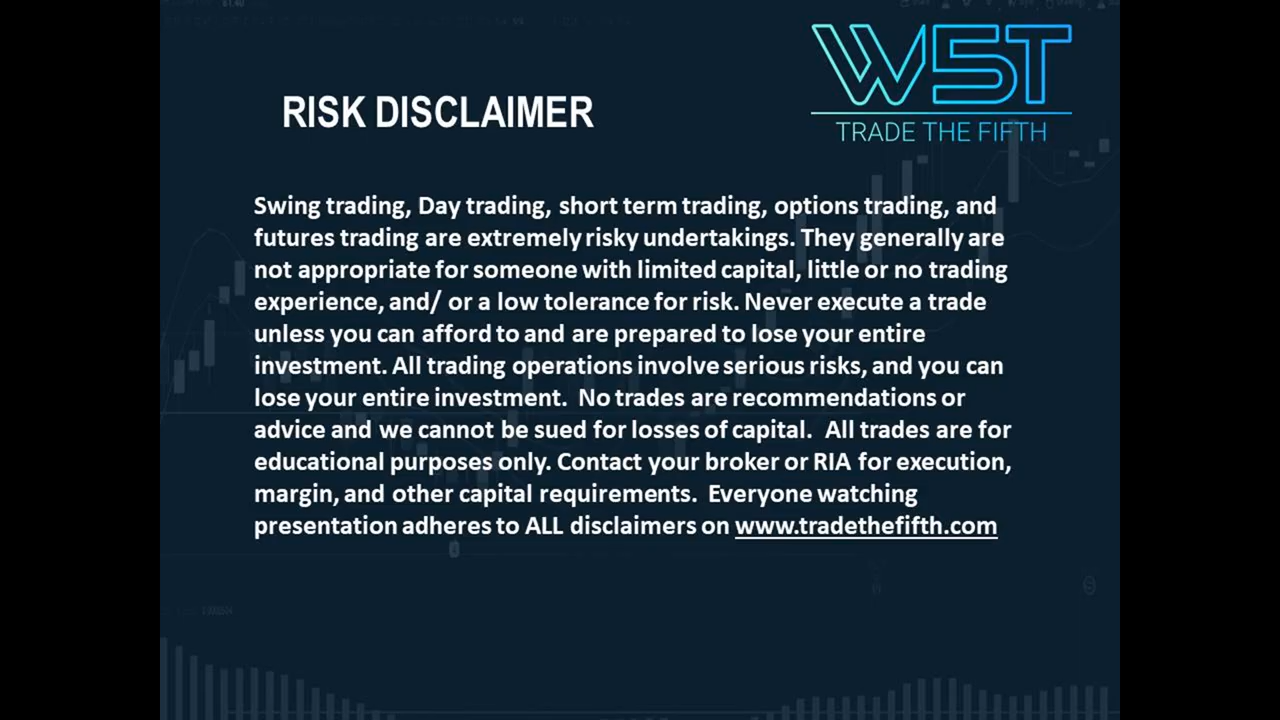 W5T
TRADE THE FIFTH
RISK DISCLAIMER
Swing trading, Day trading, short term trading, options trading, and
futures trading are extremely risky undertakings. They generally are
not appropriate for someone with limited capital, little or no trading
experience, and/ or a low tolerance for risk. Never execute a trade
unless you can afford to and are prepared to lose your entire
investment. All trading operations involve serious risks, and you can
lose your entire investment.  No trades are recommendations or
advice and we cannot be sued for losses of capital.  All trades are for
educational purposes only. Contact your broker or RIA for execution,
margin, and other capital requirements.  Everyone watching
presentation adheres to ALL disclaimers on www.tradethefifth.com